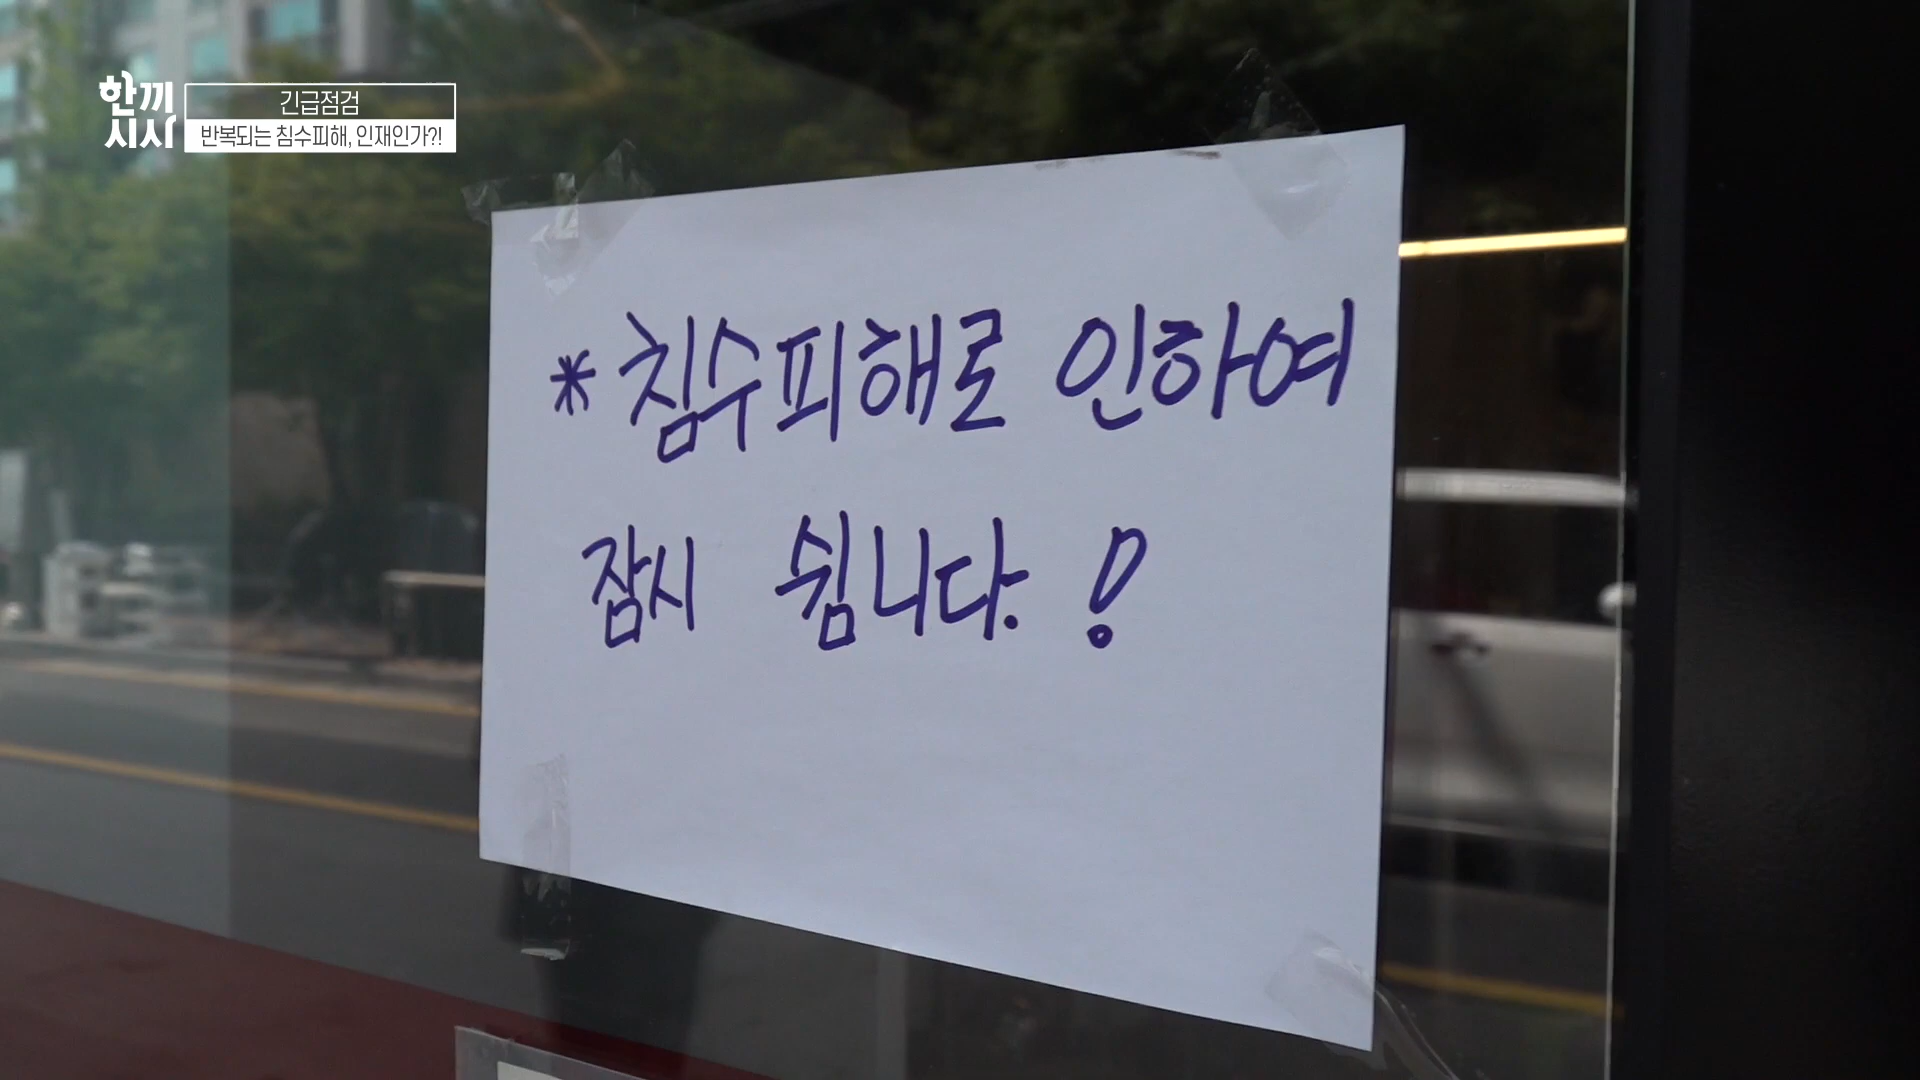 한끼
시사
긴급점검
반복되는 침수피해, 인재인가?!
*침수피해로 인하여
잠시 쉼니다. !